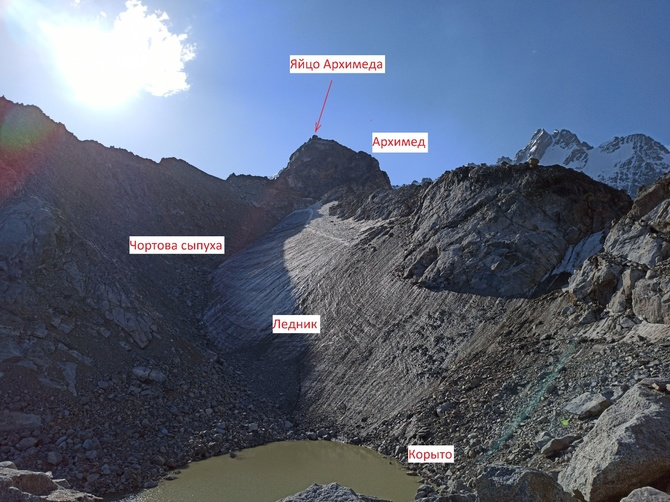 Яйцо Архимеда
Архимед
Чортова сыпуха
Ледник
Корыто